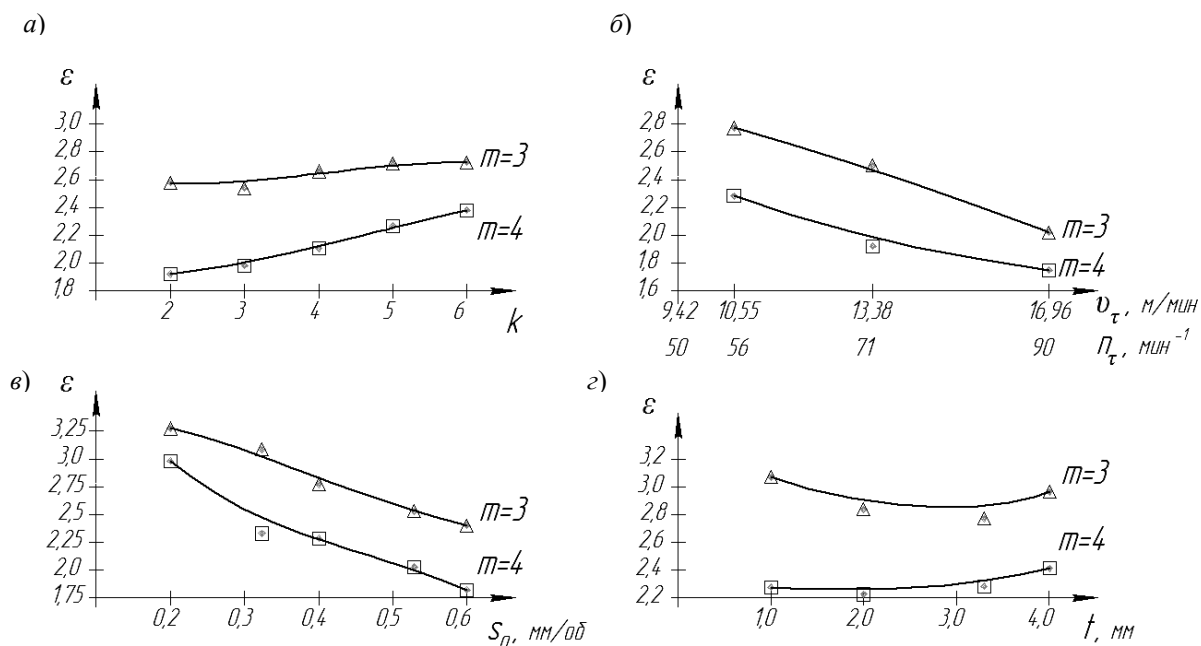 а)
ε
3,0
2,8
2,6
2,4
2,2
2,0
1,8
m=3
m=4
2 3 4 5 6
k
б)
ε
2,8
2,6
2,4
2,2
2,0
1,8
1,6
m=3
m=4
9,42 10,55 13,38 16,96 υτ, м/мин
50 56 71 90 nτ, мин⁻¹
в)
ε
3,25
3,0
2,75
2,5
2,25
2,0
1,75
m=3
m=4
0,2 0,3 0,4 0,5 0,6
sп, мм/об
г)
ε
3,2
3,0
2,8
2,6
2,4
2,2
m=3
m=4
1,0 2,0 3,0 4,0
t, мм